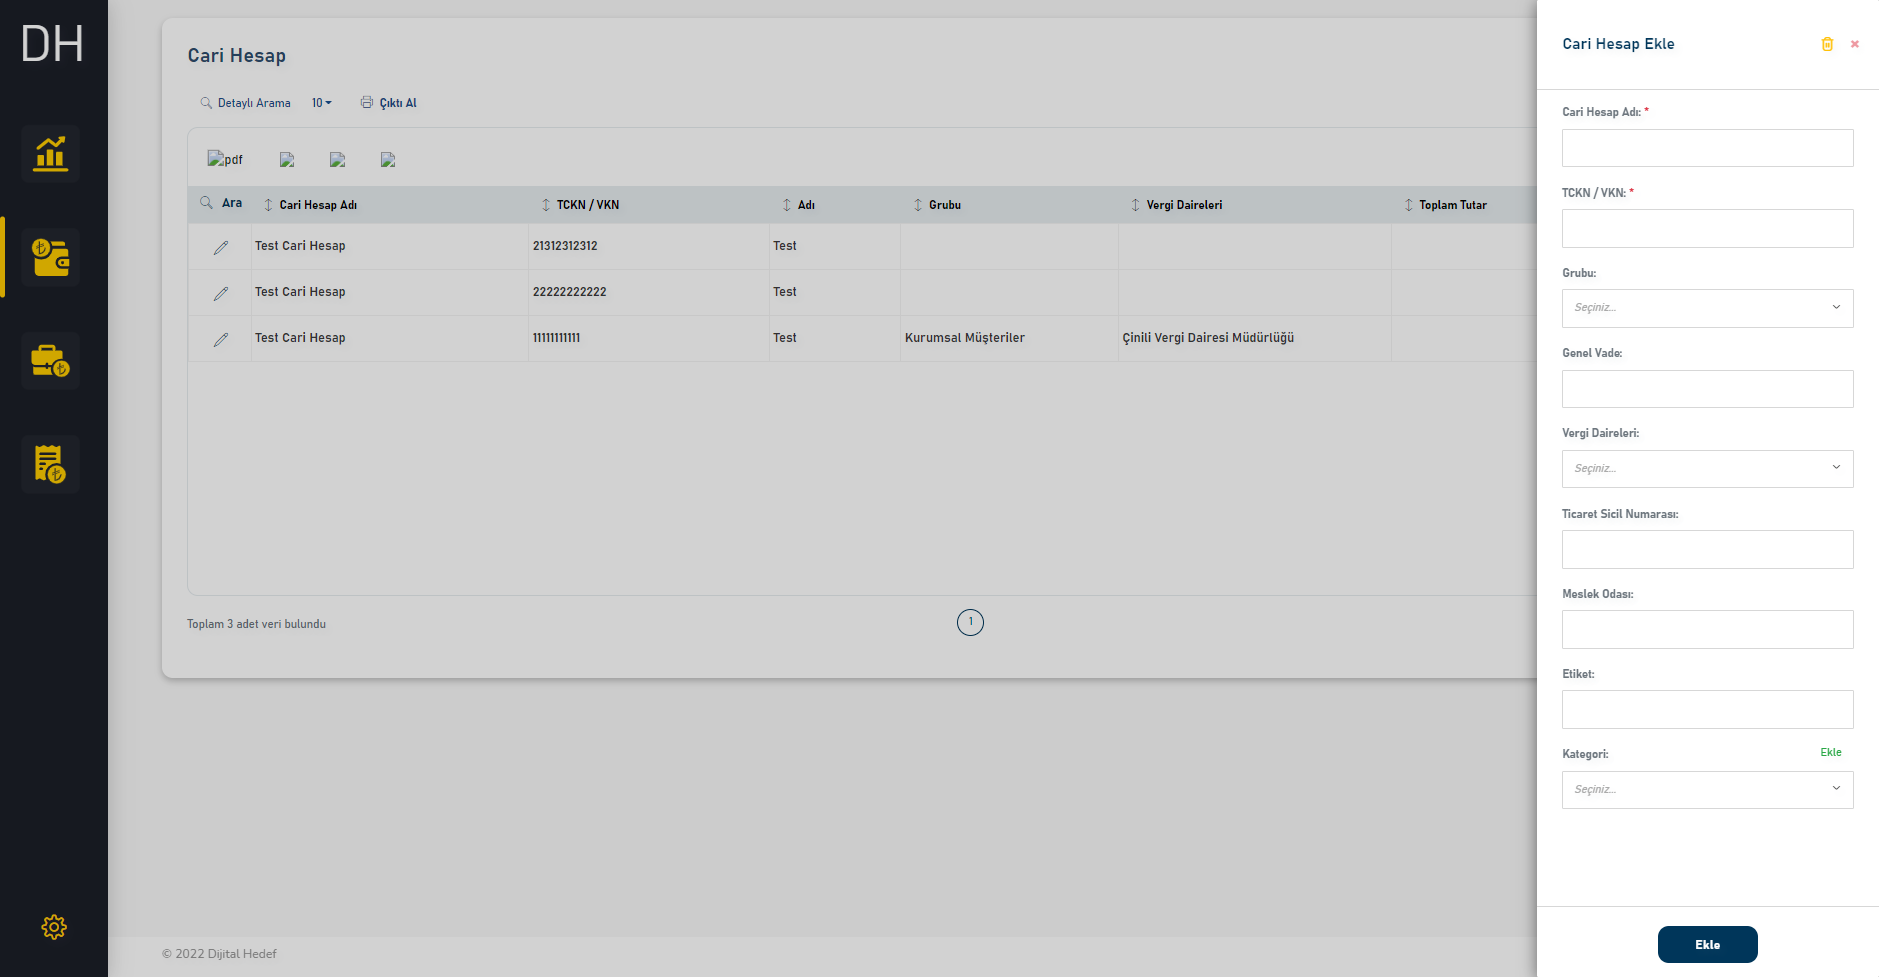 DH
Cari Hesap
Detaylı Arama 10 Çıktı Al
pdf
Ara Cari Hesap Adı TCKN / VKN Adı Grubu Vergi Daireleri Toplam Tutar
Test Cari Hesap 21312312312 Test
Test Cari Hesap 22222222222 Test
Test Cari Hesap 11111111111 Test Kurumsal Müşteriler Çinili Vergi Dairesi Müdürlüğü
Toplam 3 adet veri bulundu
1
© 2022 Dijital Hedef
Cari Hesap Ekle
Cari Hesap Adı: *
TCKN / VKN: *
Grubu:
Seçiniz...
Genel Vade:
Vergi Daireleri:
Seçiniz...
Ticaret Sicil Numarası:
Meslek Odası:
Etiket:
Kategori: Ekle
Seçiniz...
Ekle